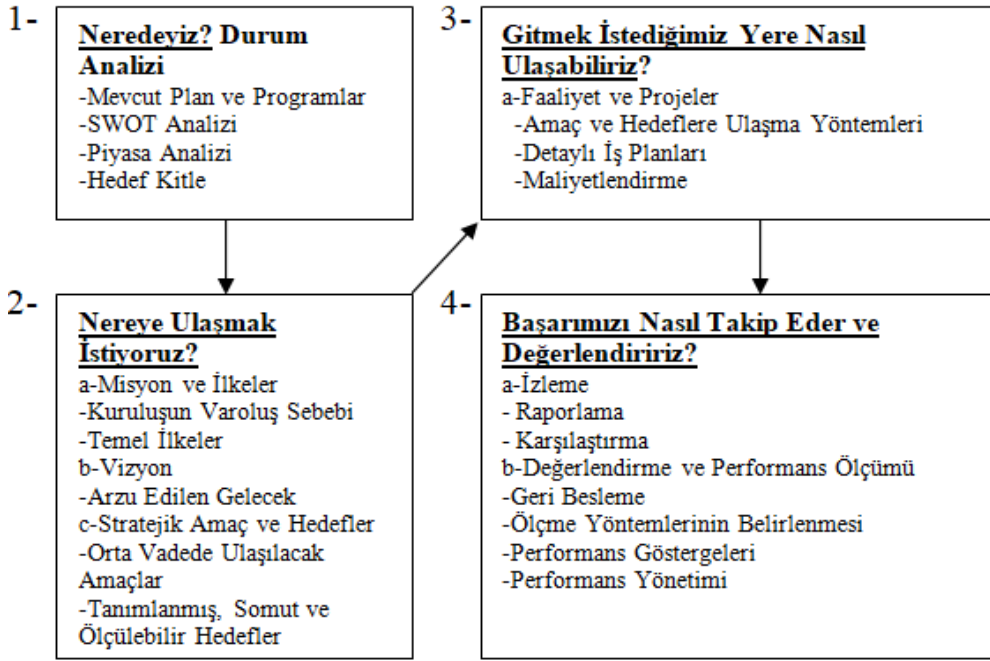 1-
Neredeyiz? Durum
Analizi
-Mevcut Plan ve Programlar
-SWOT Analizi
-Piyasa Analizi
-Hedef Kitle
2-
Nereye Ulaşmak
İstiyoruz?
a-Misyon ve İlkeler
-Kuruluşun Varoluş Sebebi
-Temel İlkeler
b-Vizyon
-Arzu Edilen Gelecek
c-Stratejik Amaç ve Hedefler
-Orta Vadede Ulaşılacak
Amaçlar
-Tanımlanmış, Somut ve
Ölçülebilir Hedefler
3-
Gitmek İstediğimiz Yere Nasıl
Ulaşabiliriz?
a-Faaliyet ve Projeler
-Amaç ve Hedeflere Ulaşma Yöntemleri
-Detaylı İş Planları
-Maliyetlendirme
4-
Başarımızı Nasıl Takip Eder ve
Değerlendiririz?
a-İzleme
- Raporlama
- Karşılaştırma
b-Değerlendirme ve Performans Ölçümü
-Geri Besleme
-Ölçme Yöntemlerinin Belirlenmesi
-Performans Göstergeleri
-Performans Yönetimi